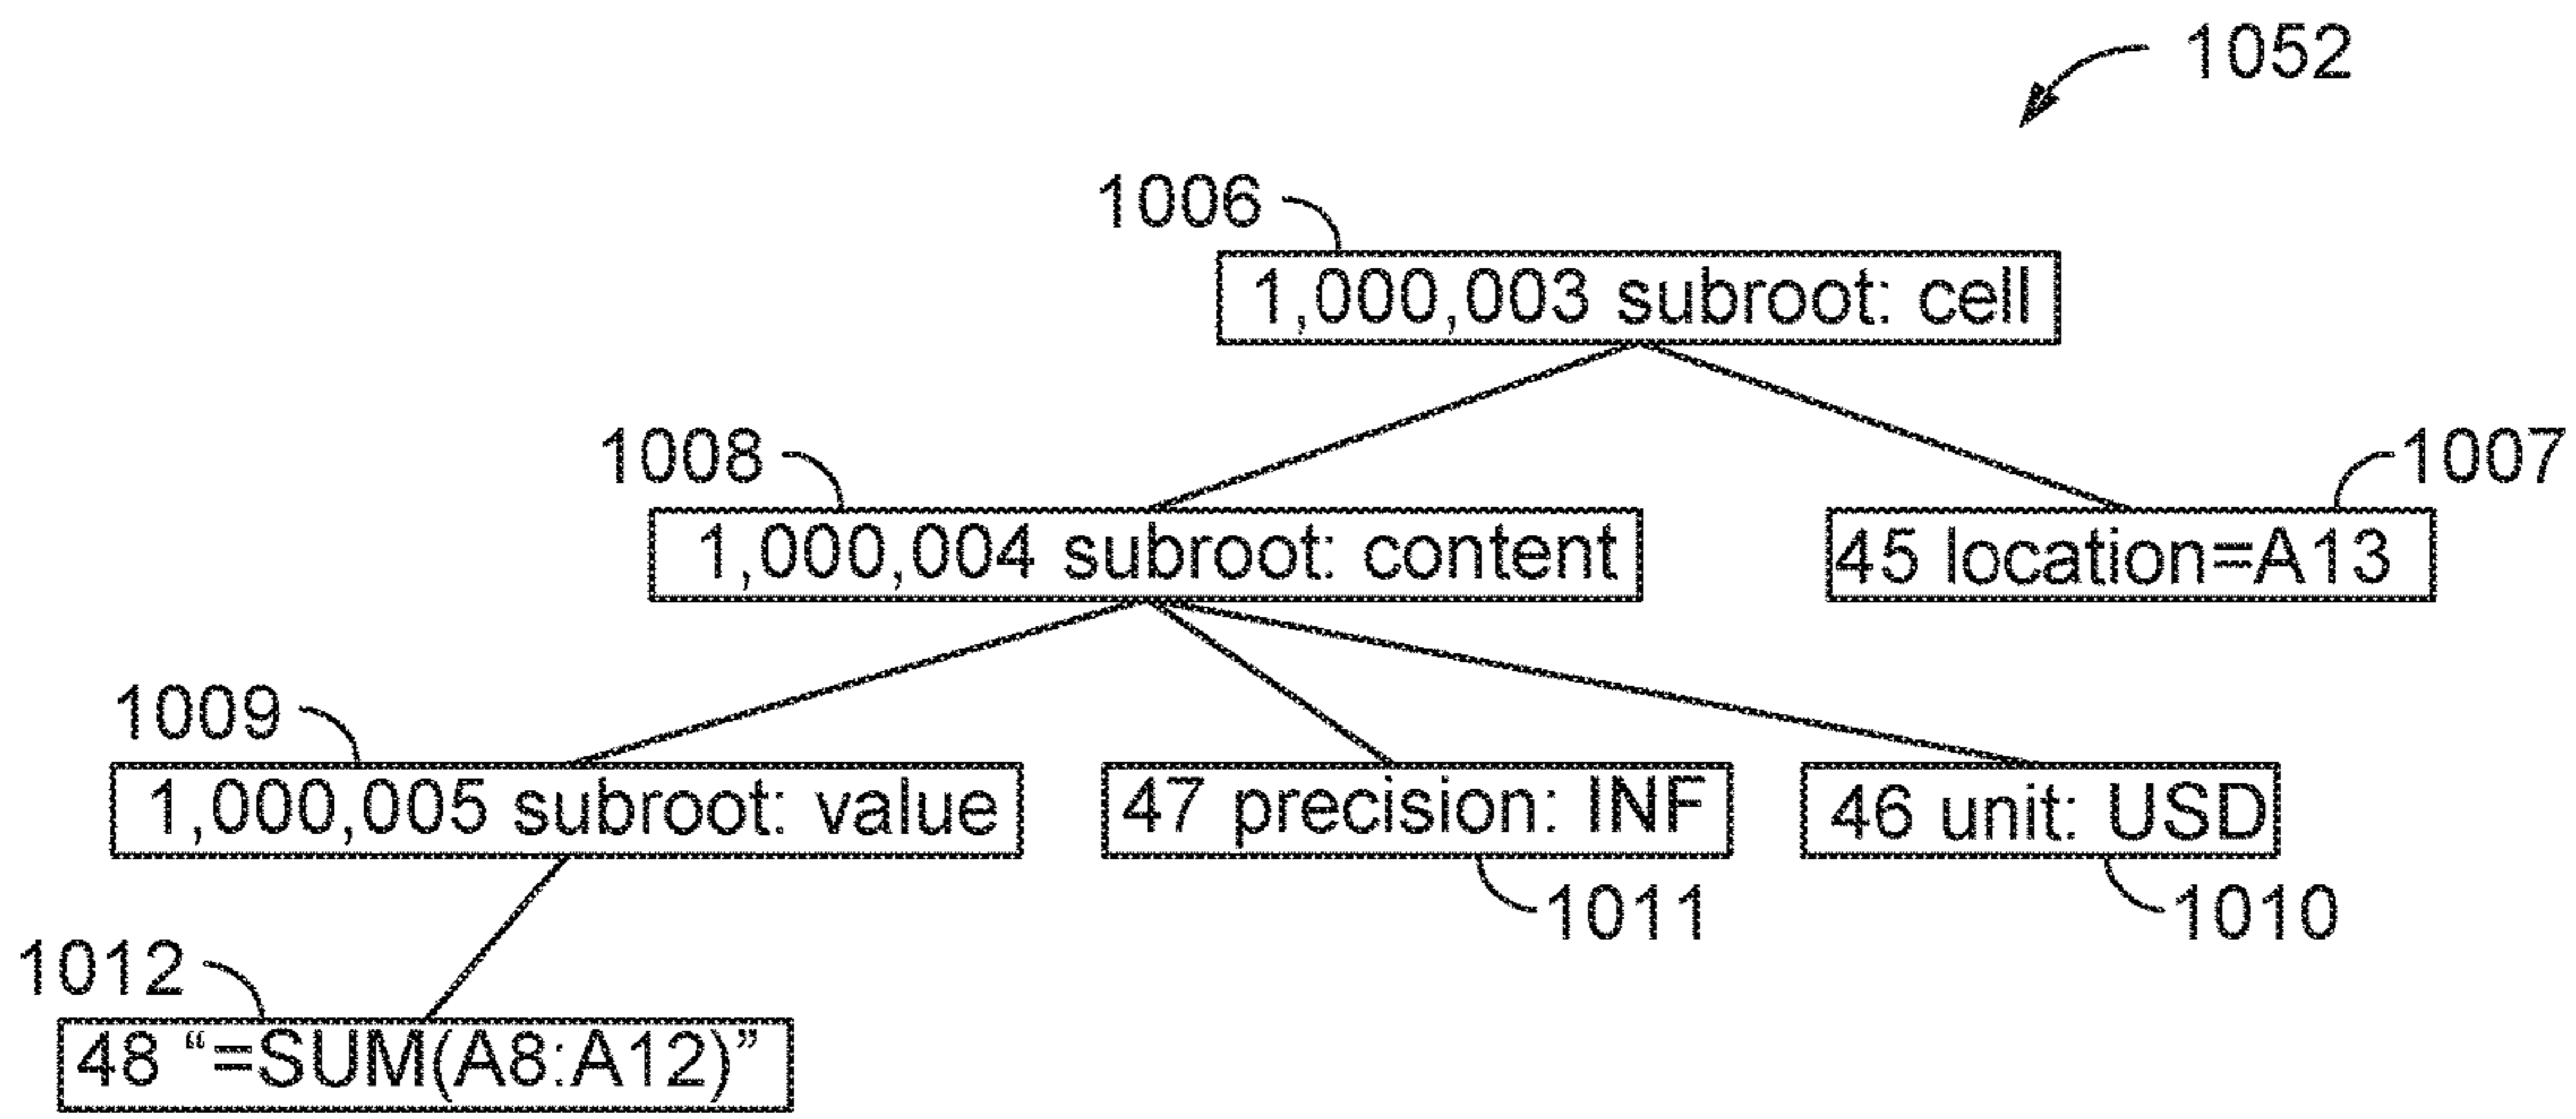 1052
1006
1,000,003 subroot: cell
1008
1007
1,000,004 subroot: content
45 location=A13
1009
1,000,005 subroot: value
47 precision: INF
46 unit: USD
1011
1010
1012
48 “=SUM(A8:A12)”